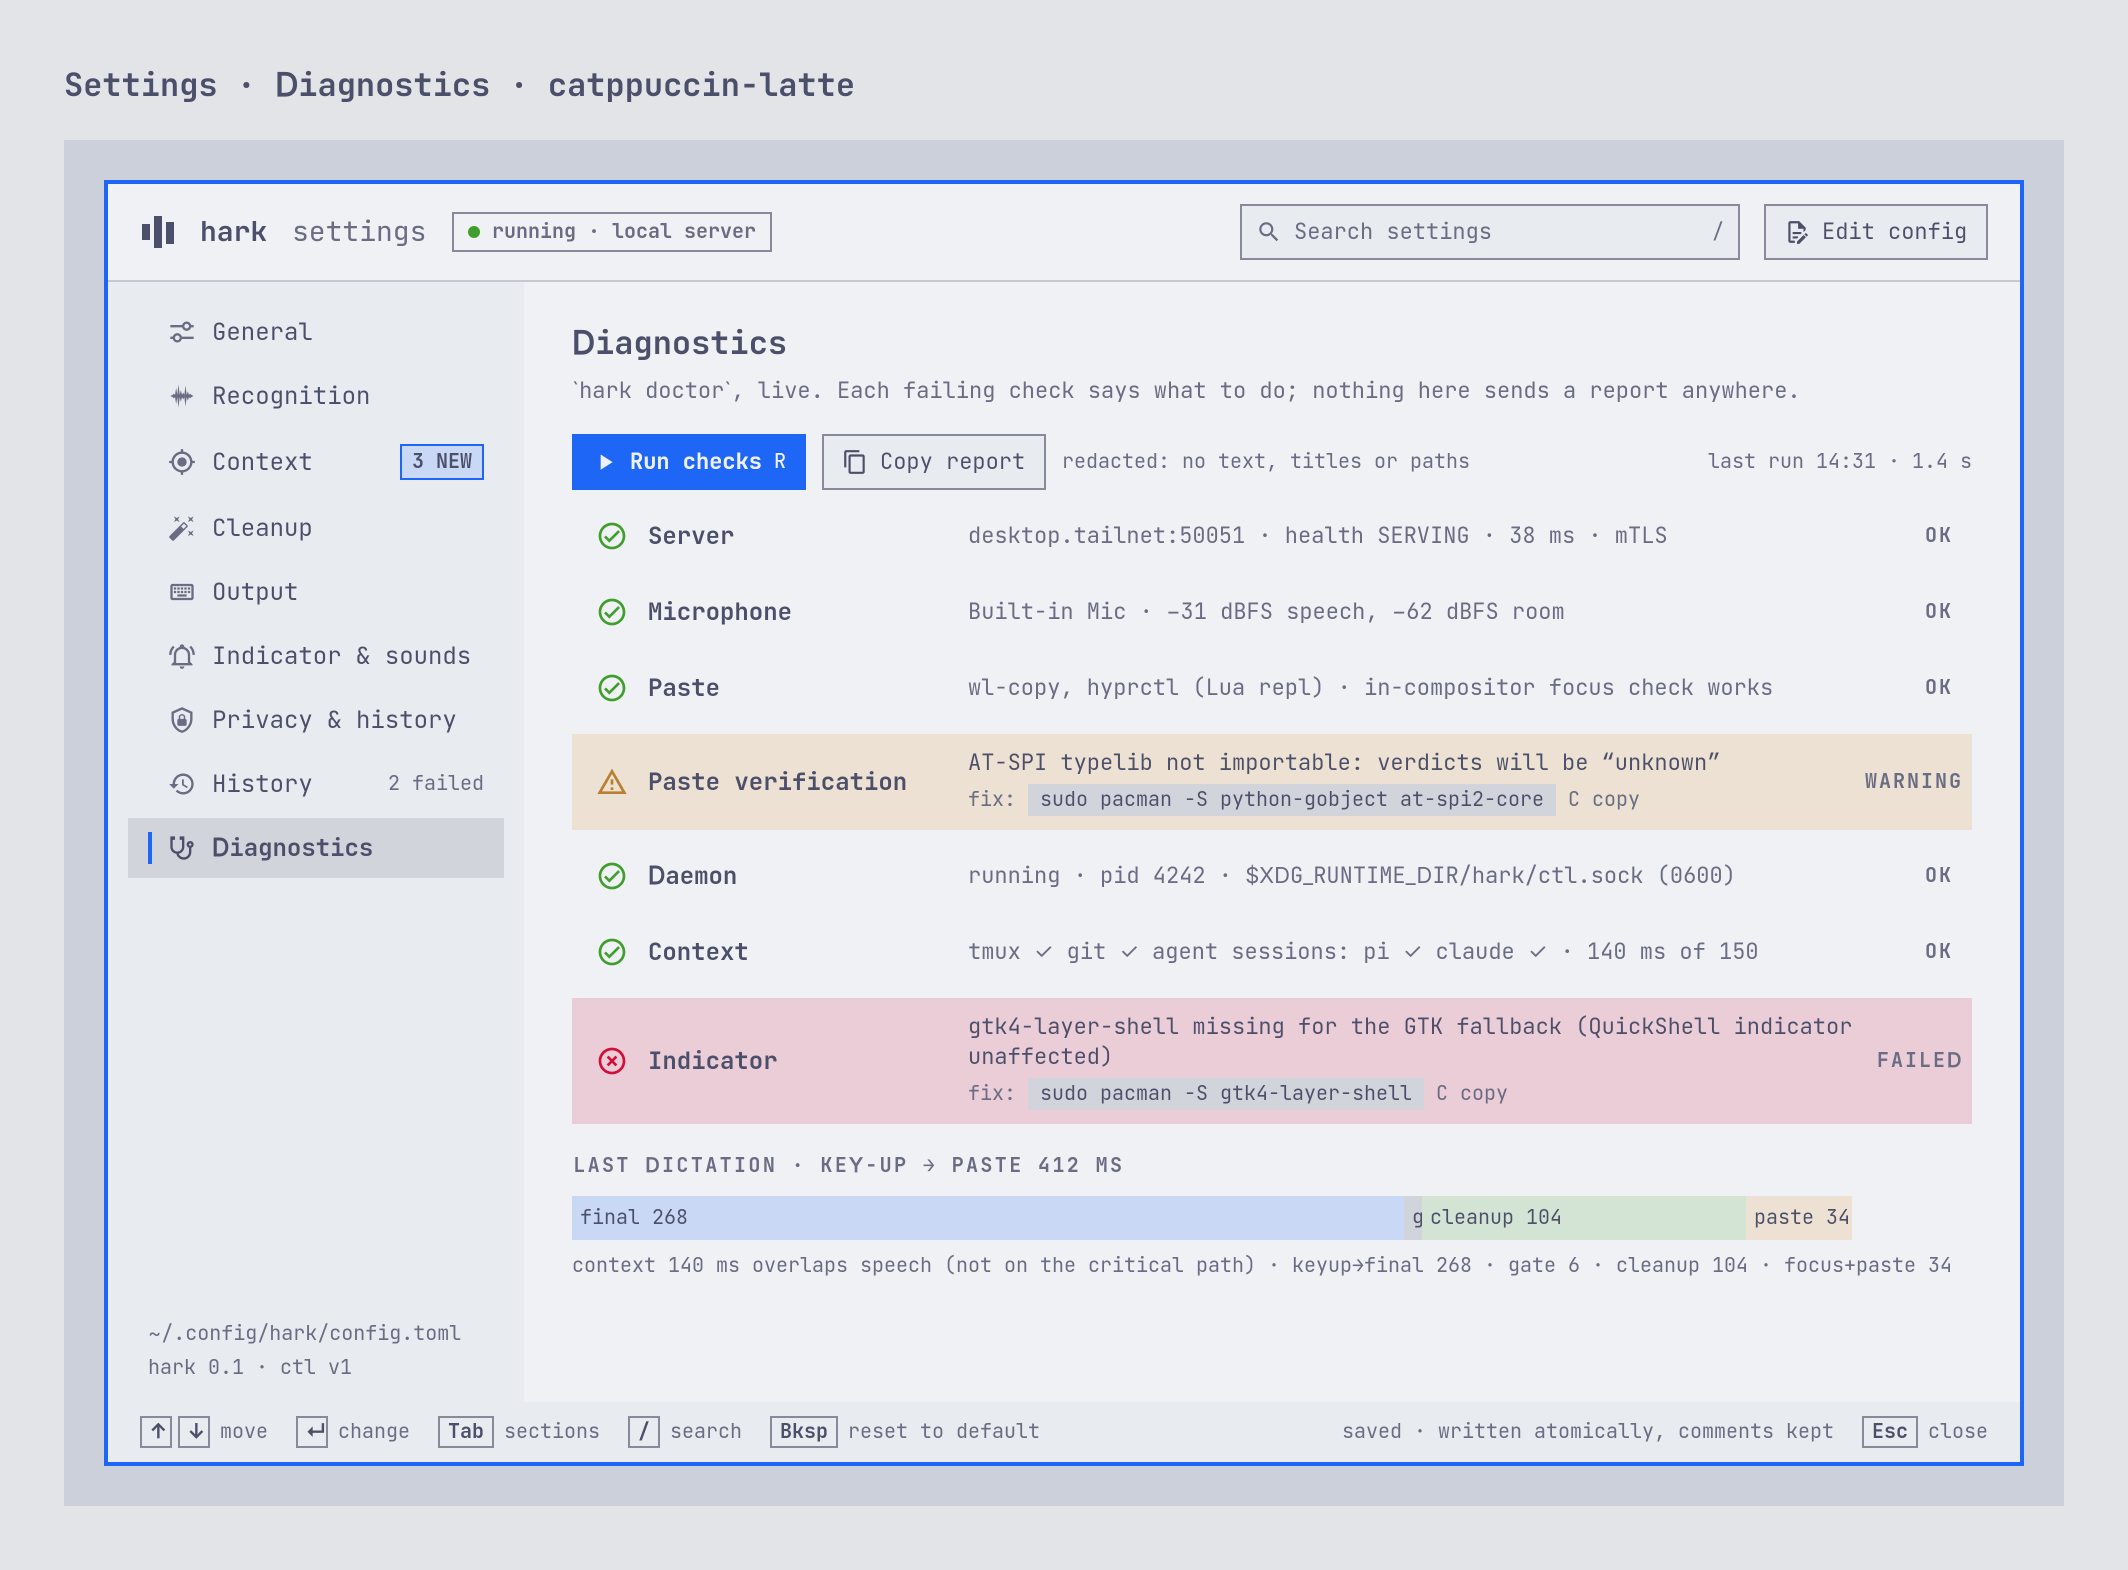 Settings · Diagnostics · catppuccin-latte
hark settings
running · local server
Search settings /
Edit config
General
Recognition
Context 3 NEW
Cleanup
Output
Indicator & sounds
Privacy & history
History 2 failed
Diagnostics
~/.config/hark/config.toml
hark 0.1 · ctl v1
Diagnostics
`hark doctor`, live. Each failing check says what to do; nothing here sends a report anywhere.
Run checks R
Copy report
redacted: no text, titles or paths
last run 14:31 · 1.4 s
Server desktop.tailnet:50051 · health SERVING · 38 ms · mTLS OK
Microphone Built-in Mic · −31 dBFS speech, −62 dBFS room OK
Paste wl-copy, hyprctl (Lua repl) · in-compositor focus check works OK
Paste verification AT-SPI typelib not importable: verdicts will be “unknown” WARNING
fix: sudo pacman -S python-gobject at-spi2-core C copy
Daemon running · pid 4242 · $XDG_RUNTIME_DIR/hark/ctl.sock (0600) OK
Context tmux ✓ git ✓ agent sessions: pi ✓ claude ✓ · 140 ms of 150 OK
Indicator gtk4-layer-shell missing for the GTK fallback (QuickShell indicator
unaffected) FAILED
fix: sudo pacman -S gtk4-layer-shell C copy
LAST DICTATION · KEY-UP → PASTE 412 MS
final 268 g cleanup 104 paste 34
context 140 ms overlaps speech (not on the critical path) · keyup→final 268 · gate 6 · cleanup 104 · focus+paste 34
↑ ↓ move ↵ change Tab sections / search Bksp reset to default
saved · written atomically, comments kept Esc close